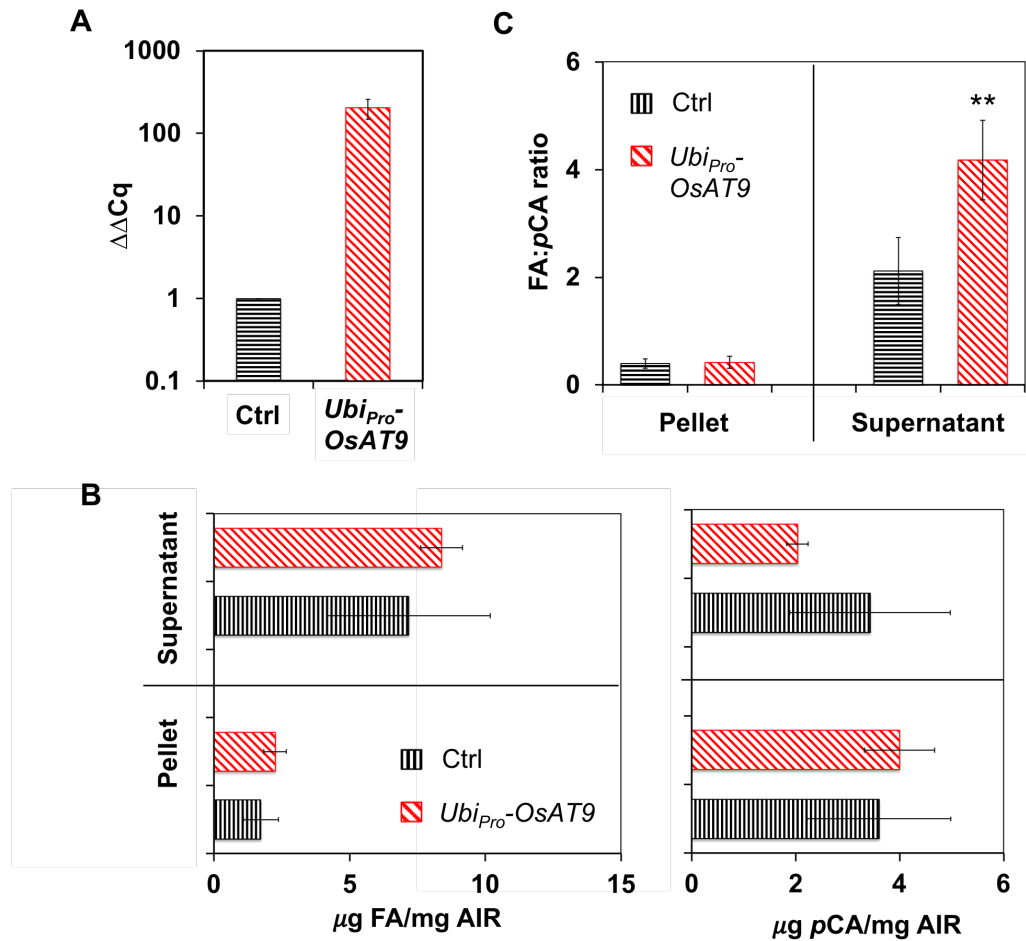 A
1000
100
10
1
0.1
ΔΔCq
Ctrl
UbiPro-
OsAT9
C
6
4
2
0
FA:pCA ratio
Ctrl
UbiPro-
OsAT9
**
Pellet
Supernatant
B
Supernatant
Pellet
Ctrl
UbiPro-OsAT9
0
5
10
15
μg FA/mg AIR
0
2
4
6
μg pCA/mg AIR